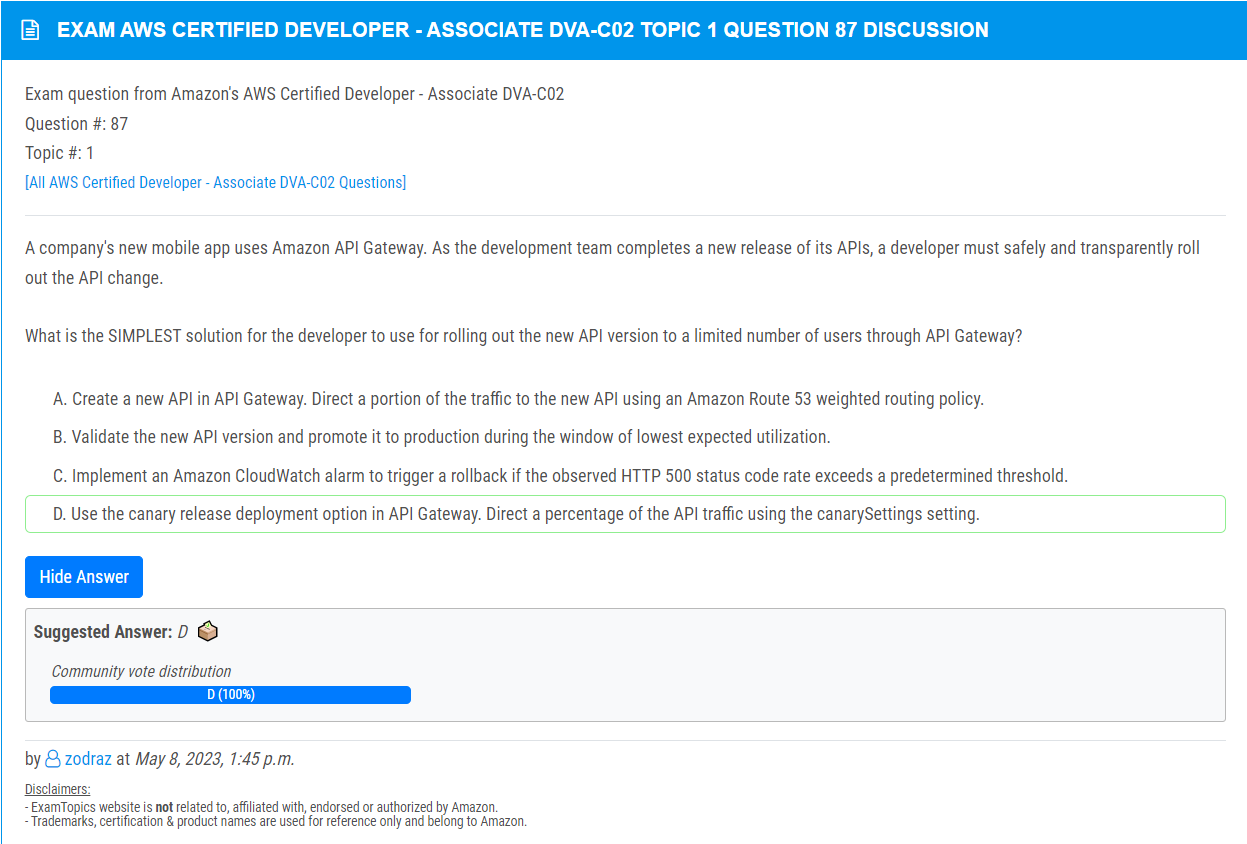 EXAM AWS CERTIFIED DEVELOPER - ASSOCIATE DVA-C02 TOPIC 1 QUESTION 87 DISCUSSION
Exam question from Amazon's AWS Certified Developer - Associate DVA-C02
Question #: 87
Topic #: 1
[All AWS Certified Developer - Associate DVA-C02 Questions]
A company's new mobile app uses Amazon API Gateway. As the development team completes a new release of its APIs, a developer must safely and transparently roll
out the API change.
What is the SIMPLEST solution for the developer to use for rolling out the new API version to a limited number of users through API Gateway?
A. Create a new API in API Gateway. Direct a portion of the traffic to the new API using an Amazon Route 53 weighted routing policy.
B. Validate the new API version and promote it to production during the window of lowest expected utilization.
C. Implement an Amazon CloudWatch alarm to trigger a rollback if the observed HTTP 500 status code rate exceeds a predetermined threshold.
D. Use the canary release deployment option in API Gateway. Direct a percentage of the API traffic using the canarySettings setting.
Hide Answer
Suggested Answer: D
Community vote distribution
D (100%)
by zodraz at May 8, 2023, 1:45 p.m.
Disclaimers:
- ExamTopics website is not related to, affiliated with, endorsed or authorized by Amazon.
- Trademarks, certification & product names are used for reference only and belong to Amazon.